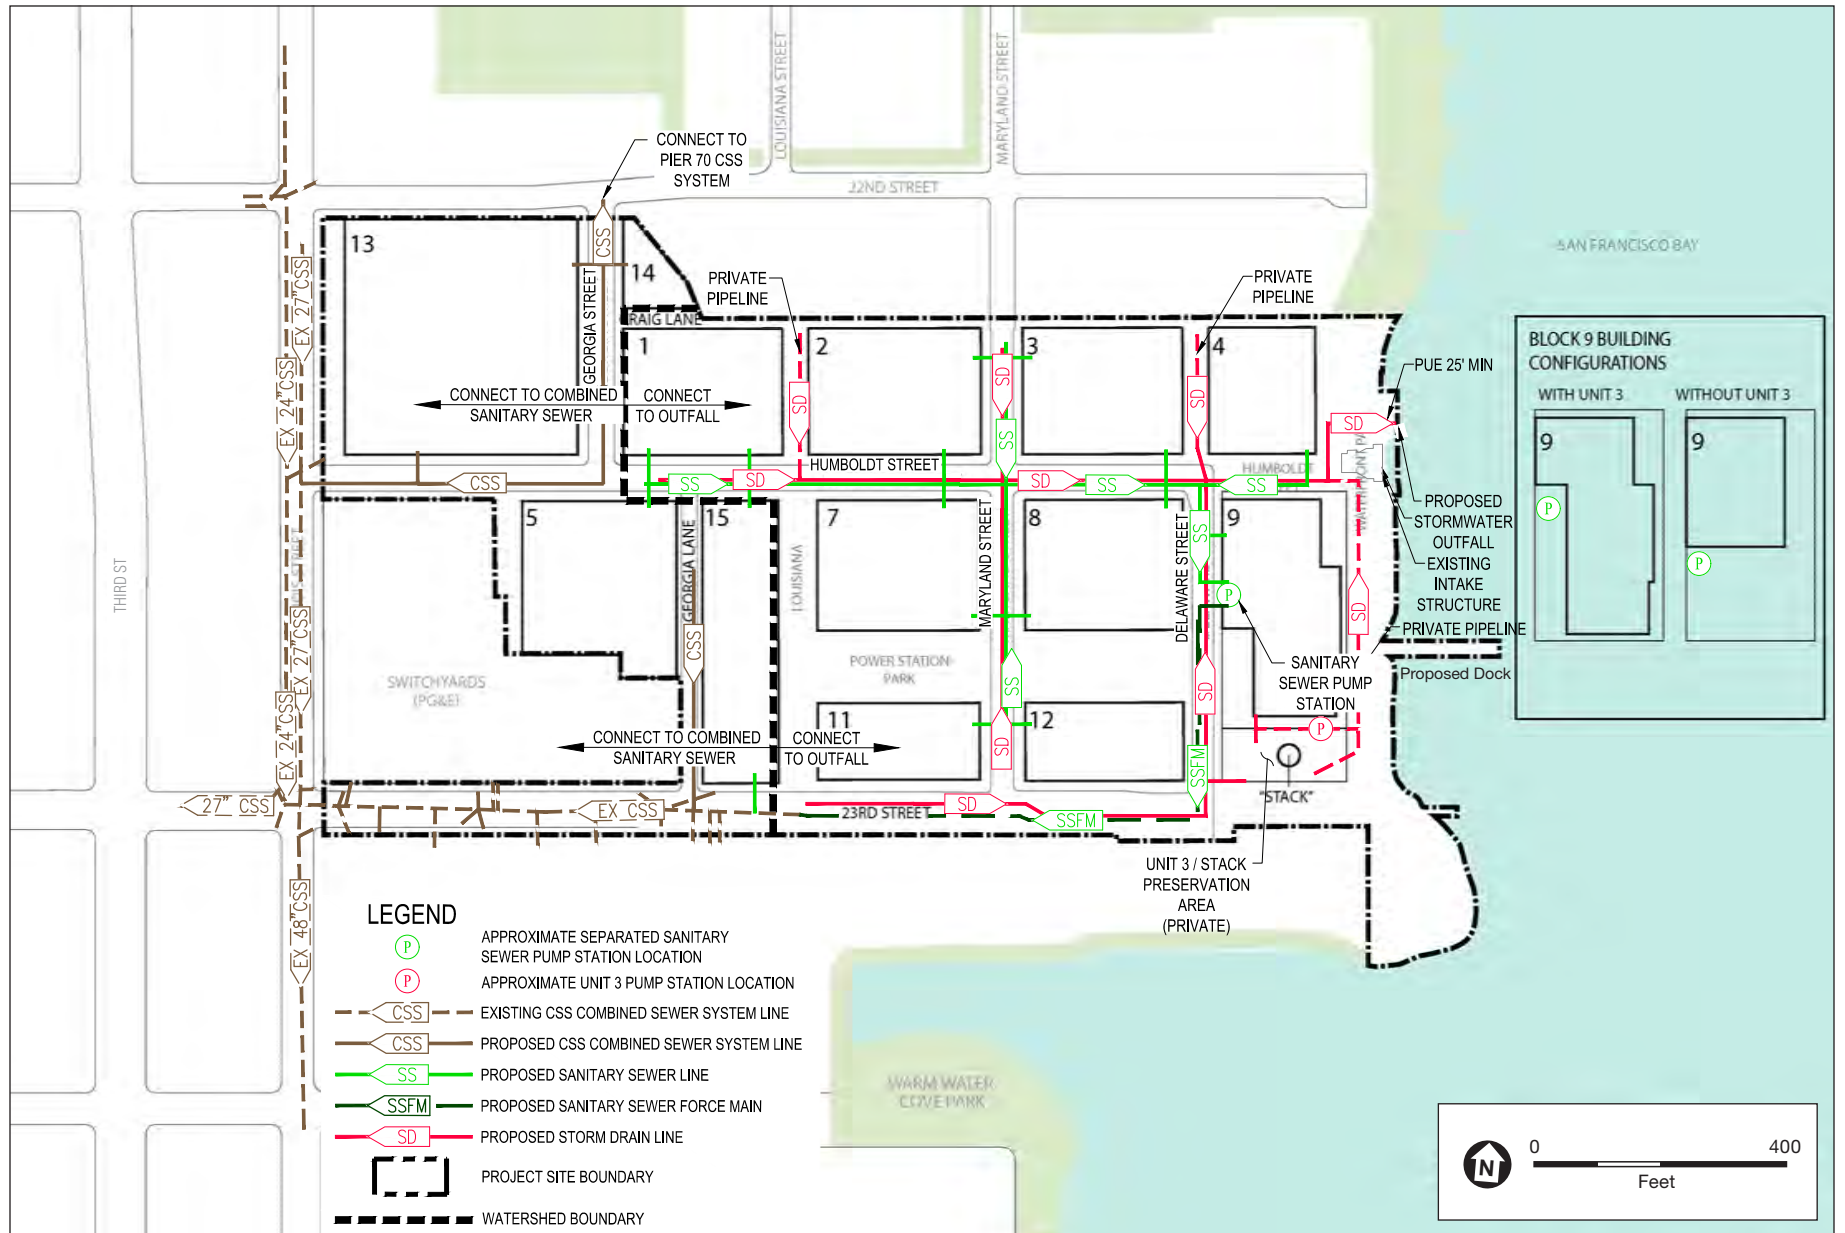 LOUISIANA STREET
MARYLAND STREET
CONNECT TO
PIER 70 CSS
SYSTEM
22ND STREET
SAN FRANCISCO BAY
13
CSS
14
GEORGIA STREET
PRIVATE
PIPELINE
PRIVATE
PIPELINE
EX 27"CSS
CRAIG LANE
1
2
3
4
SD
SD
SD
BLOCK 9 BUILDING
CONFIGURATIONS
WITH UNIT 3
WITHOUT UNIT 3
9
9
P
P
PUE 25' MIN
EX 24"CSS
CONNECT TO COMBINED
SANITARY SEWER
CONNECT
TO OUTFALL
SS
SD
HUMBOLDT STREET
HUMBOLDT
CSS
SS
SD
SD
SS
SS
PROPOSED
STORMWATER
OUTFALL
EXISTING
INTAKE
STRUCTURE
PRIVATE PIPELINE
Proposed Dock
THIRD ST
5
GEORGIA LANE
15
LOUISIANA
7
MARYLAND STREET
8
DELAWARE STREET
SS
9
P
SD
SANITARY
SEWER PUMP
STATION
EX 27"CSS
CSS
SWITCHYARDS
(PG&E)
POWER STATION
PARK
SS
SD
EX 24"CSS
CONNECT TO COMBINED
SANITARY SEWER
CONNECT
TO OUTFALL
11
SD
12
SSFM
P
"STACK"
27" CSS
EX CSS
23RD STREET
SD
SSFM
UNIT 3 / STACK
PRESERVATION
AREA
(PRIVATE)
EX 48"CSS
LEGEND
P
APPROXIMATE SEPARATED SANITARY
SEWER PUMP STATION LOCATION
P
APPROXIMATE UNIT 3 PUMP STATION LOCATION
CSS
EXISTING CSS COMBINED SEWER SYSTEM LINE
CSS
PROPOSED CSS COMBINED SEWER SYSTEM LINE
SS
PROPOSED SANITARY SEWER LINE
SSFM
PROPOSED SANITARY SEWER FORCE MAIN
SD
PROPOSED STORM DRAIN LINE
PROJECT SITE BOUNDARY
WATERSHED BOUNDARY
WARM WATER
COVE PARK
N
0
400
Feet